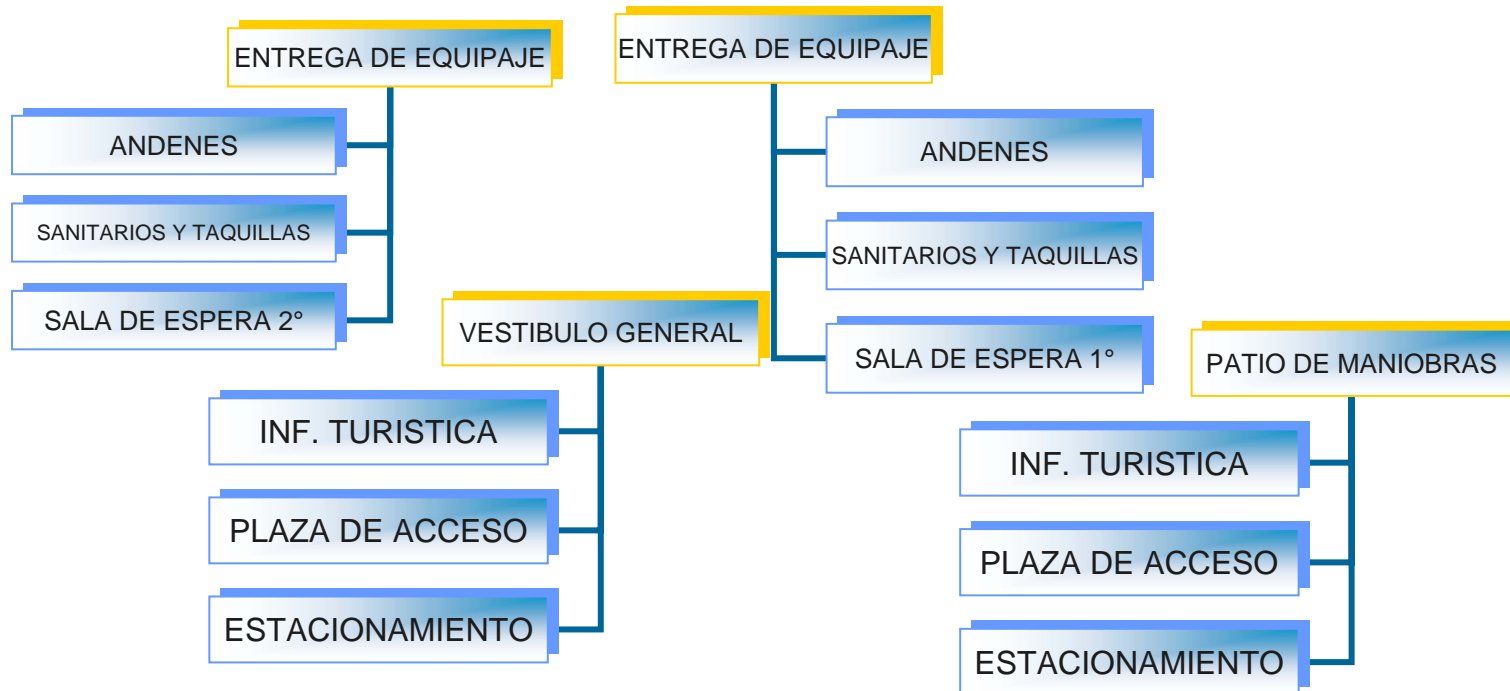 ENTREGA DE EQUIPAJE
ANDENES
SANITARIOS Y TAQUILLAS
SALA DE ESPERA 2°
ENTREGA DE EQUIPAJE
ANDENES
SANITARIOS Y TAQUILLAS
SALA DE ESPERA 1°
VESTIBULO GENERAL
INF. TURISTICA
PLAZA DE ACCESO
ESTACIONAMIENTO
PATIO DE MANIOBRAS
INF. TURISTICA
PLAZA DE ACCESO
ESTACIONAMIENTO